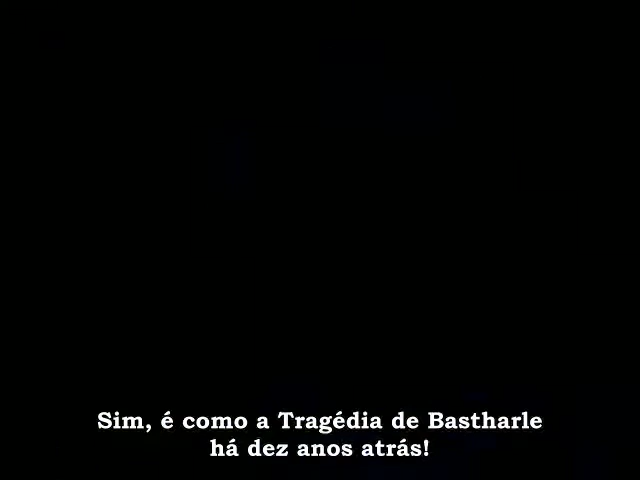 Sim, é como a Tragédia de Bastharle
há dez anos atrás!